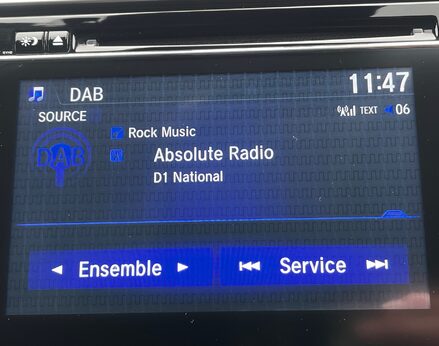 DAB
11:47
SOURCE
TEXT 06
Rock Music
DAB
Absolute Radio
D1 National
Ensemble
Service